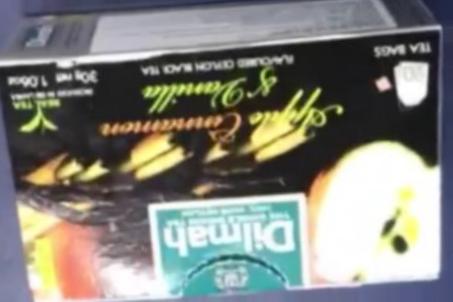 Dilmah
Apple Cinnamon
& Vanilla
FLAVOURED CEYLON BLACK TEA
TEA BAGS
30g net 1.06oz
REAL TEA